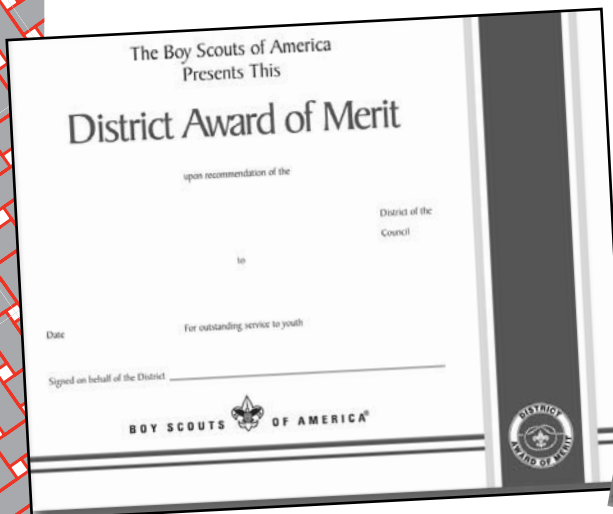 The Boy Scouts of America
Presents This
District Award of Merit
upon recommendation of the
District of the
Council
to
Date
For outstanding service to youth
Signed on behalf of the District
BOY SCOUTS OF AMERICA®
DISTRICT
AWARD OF MERIT